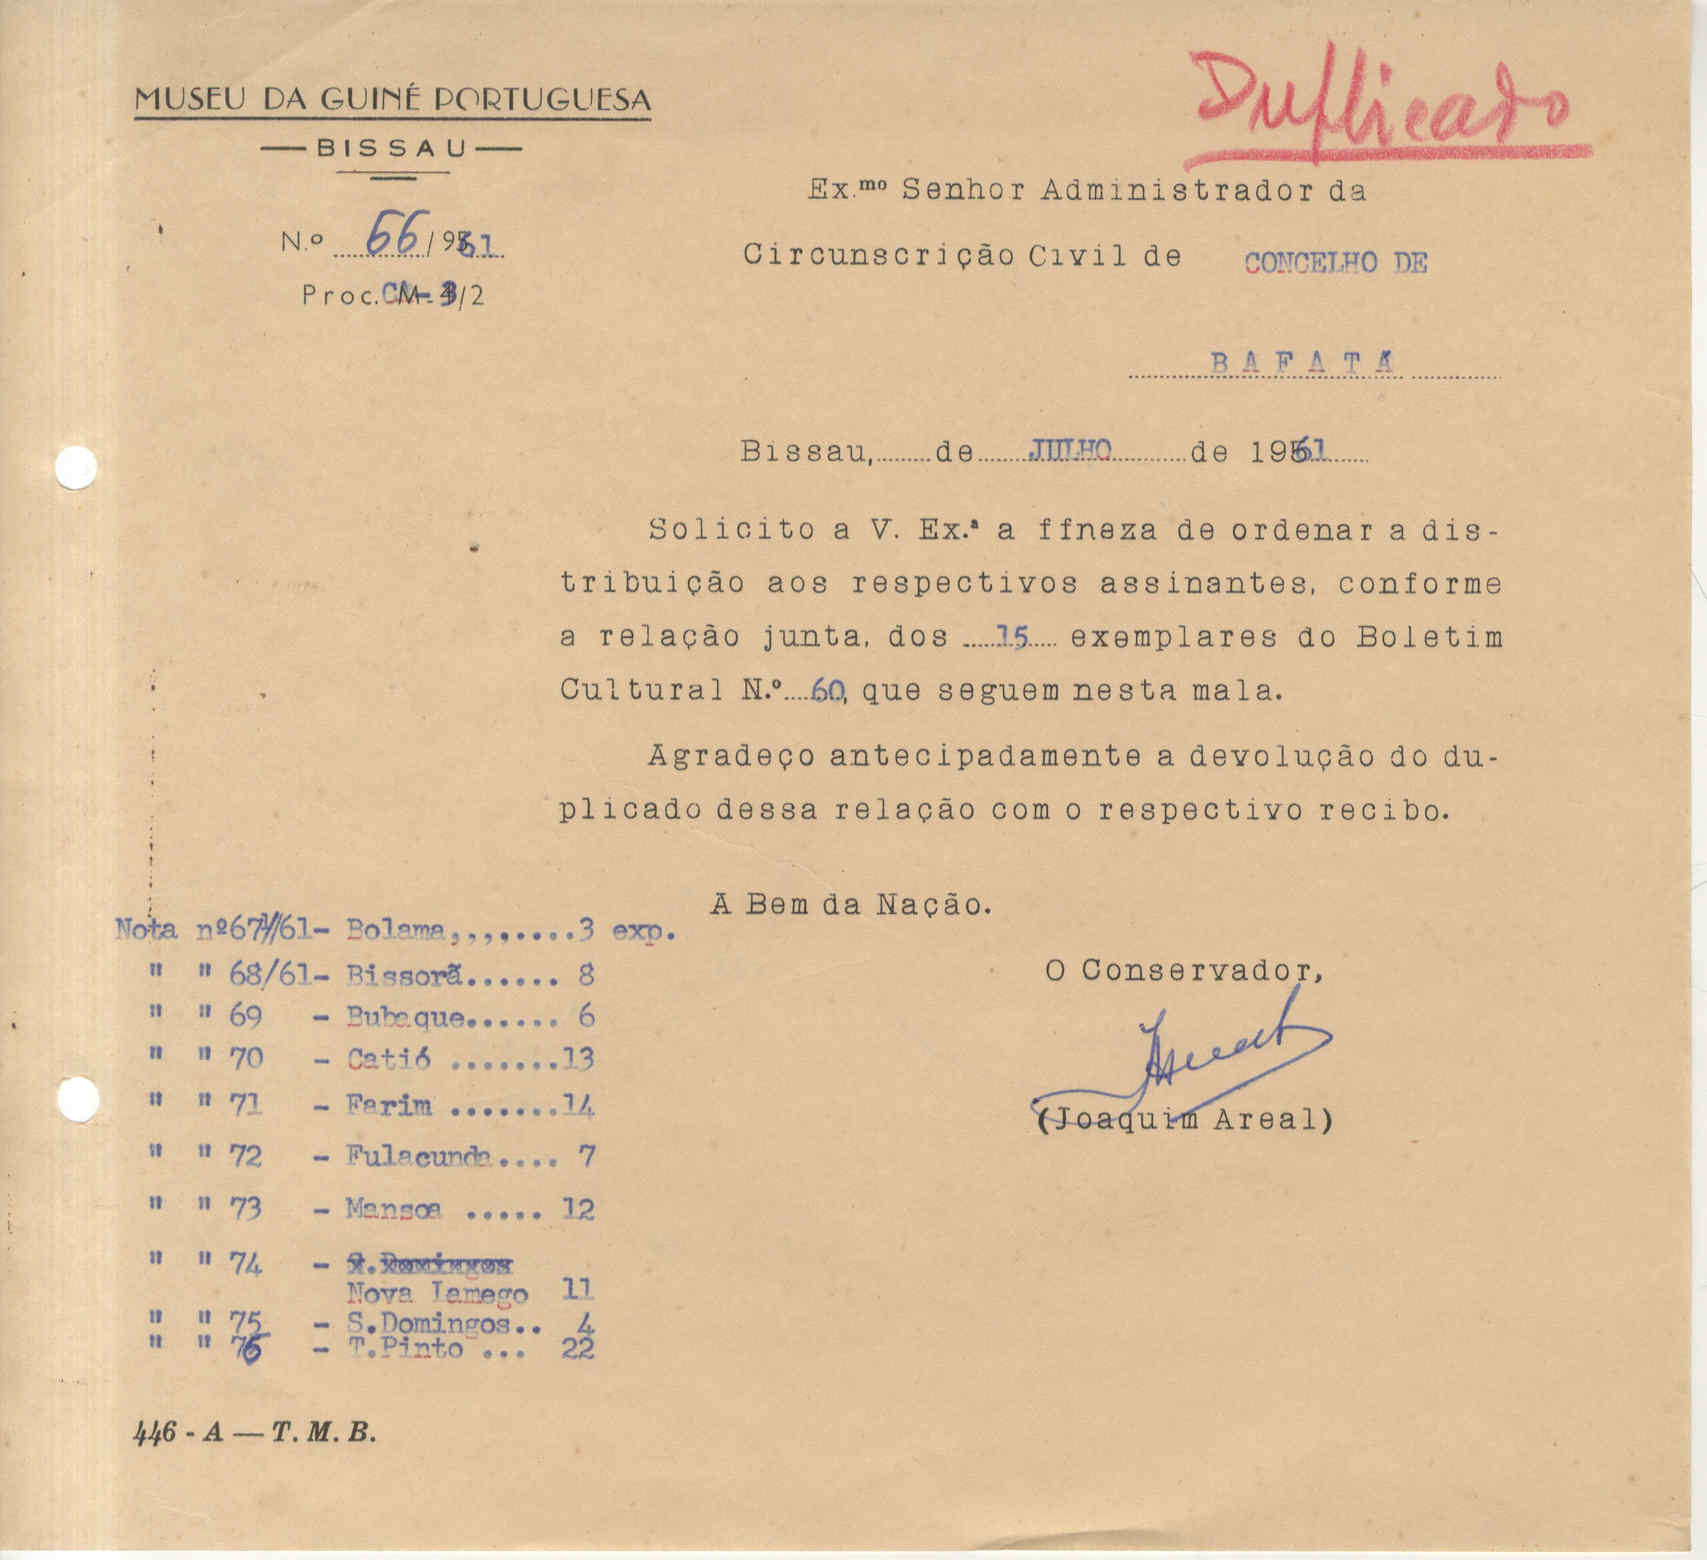 Duplicado
MUSEU DA GUINÉ PORTUGUESA
— BISSAU —
N.º 66/961
Proc. CA-3/2
Ex.mo Senhor Administrador da
Circunscrição Civil de CONCELHO DE
BAFATÁ
Bissau, de JULHO de 1961
Solicito a V. Ex.ª a ffneza de ordenar a dis-
tribuição aos respectivos assinantes, conforme
a relação junta, dos 15 exemplares do Boletim
Cultural N.º 60, que seguem nesta mala.
Agradeço antecipadamente a devolução do du-
plicado dessa relação com o respectivo recibo.
A Bem da Nação.
O Conservador,
(Joaquim Areal)
Nota nº67/61- Bolama,,,,.....3 exp.
" " 68/61- Bissorã...... 8
" " 69 - Bubaque...... 6
" " 70 - Catió .......13
" " 71 - Farim .......14
" " 72 - Fulacunda.... 7
" " 73 - Mansoa ..... 12
" " 74 - S.Domingos
Nova Lamego 11
" " 75 - S.Domingos.. 4
" " 76 - T.Pinto ... 22
446 - A — T. M. B.